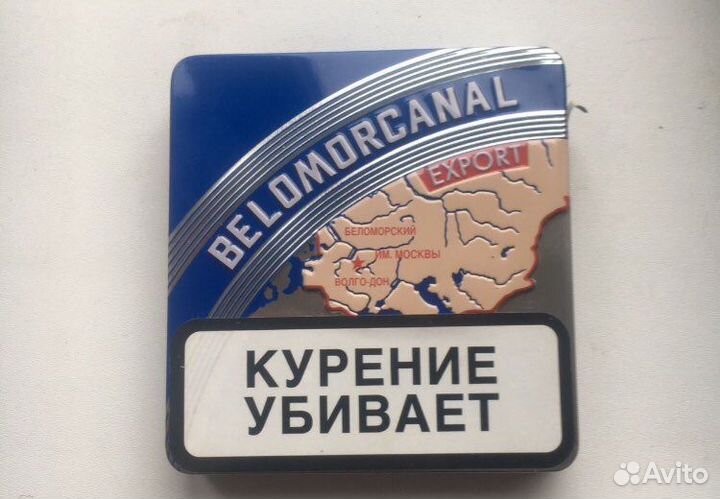 BELOMORCANAL
EXPORT
БЕЛОМОРСКИЙ
ИМ. МОСКВЫ
ВОЛГО-ДОН
КУРЕНИЕ
УБИВАЕТ
Avito